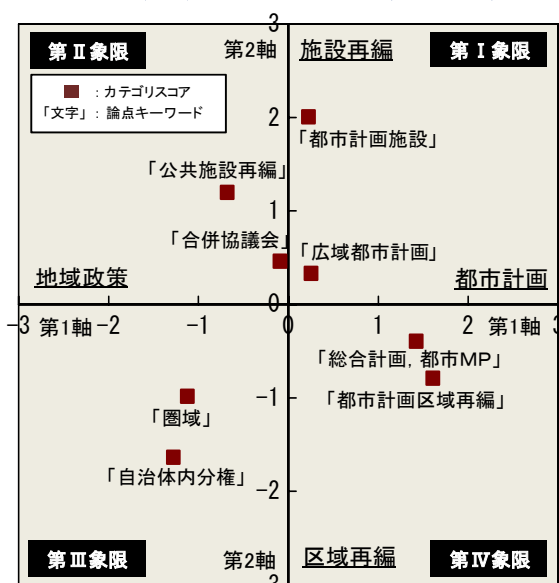 3
第Ⅱ象限
第2軸
施設再編
第Ⅰ象限
■ : カテゴリスコア
「文字」: 論点キーワード
2
「都市計画施設」
「公共施設再編」
1
「合併協議会」
「広域都市計画」
地域政策
都市計画
0
-3 第1軸 -2 -1 0 1 2 第1軸 3
「総合計画, 都市MP」
-1
「都市計画区域再編」
「圏域」
「自治体内分権」
-2
第Ⅲ象限
第2軸
区域再編
第Ⅳ象限
-3